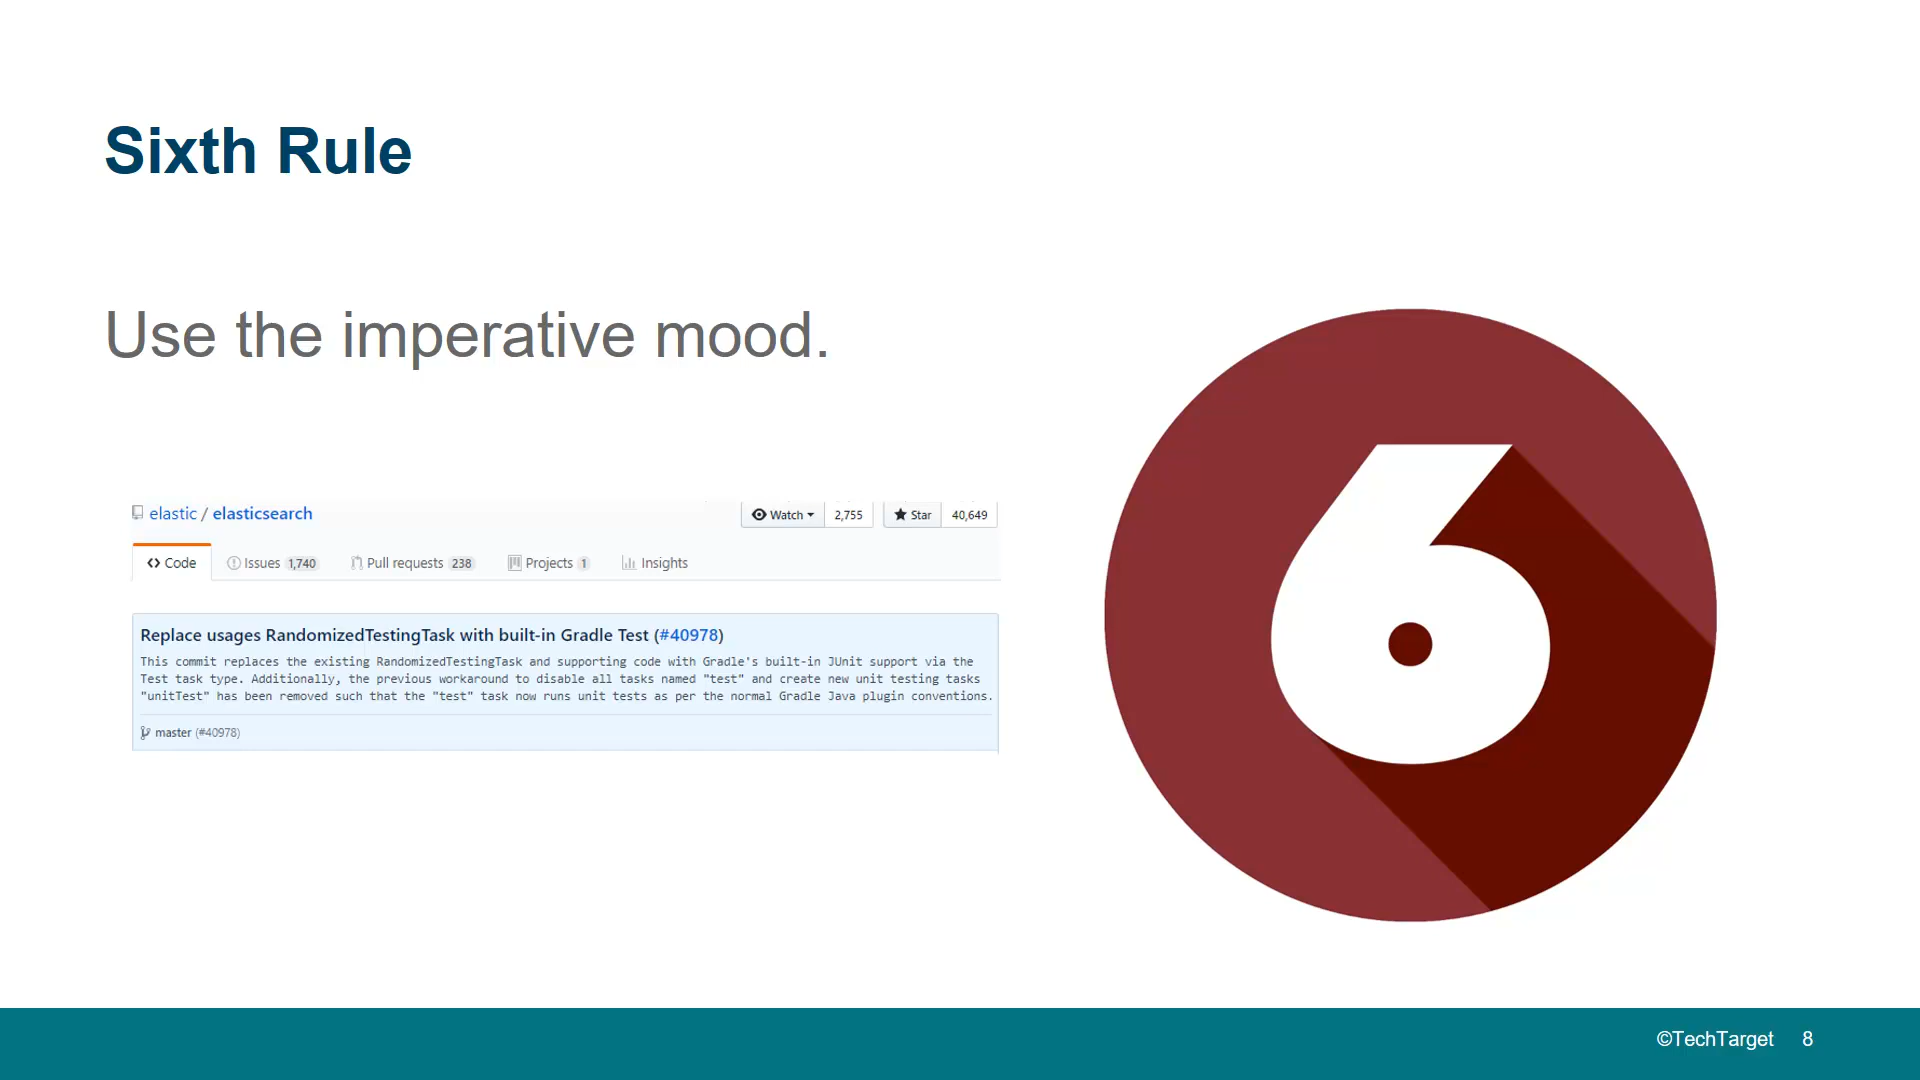 Sixth Rule
Use the imperative mood.
elastic / elasticsearch
Watch 2,755 Star 40,649
Code Issues 1,740 Pull requests 238 Projects 1 Insights
Replace usages RandomizedTestingTask with built-in Gradle Test (#40978)
This commit replaces the existing RandomizedTestingTask and supporting code with Gradle's built-in JUnit support via the
Test task type. Additionally, the previous workaround to disable all tasks named "test" and create new unit testing tasks
"unitTest" has been removed such that the "test" task now runs unit tests as per the normal Gradle Java plugin conventions.
master (#40978)
6
©TechTarget 8